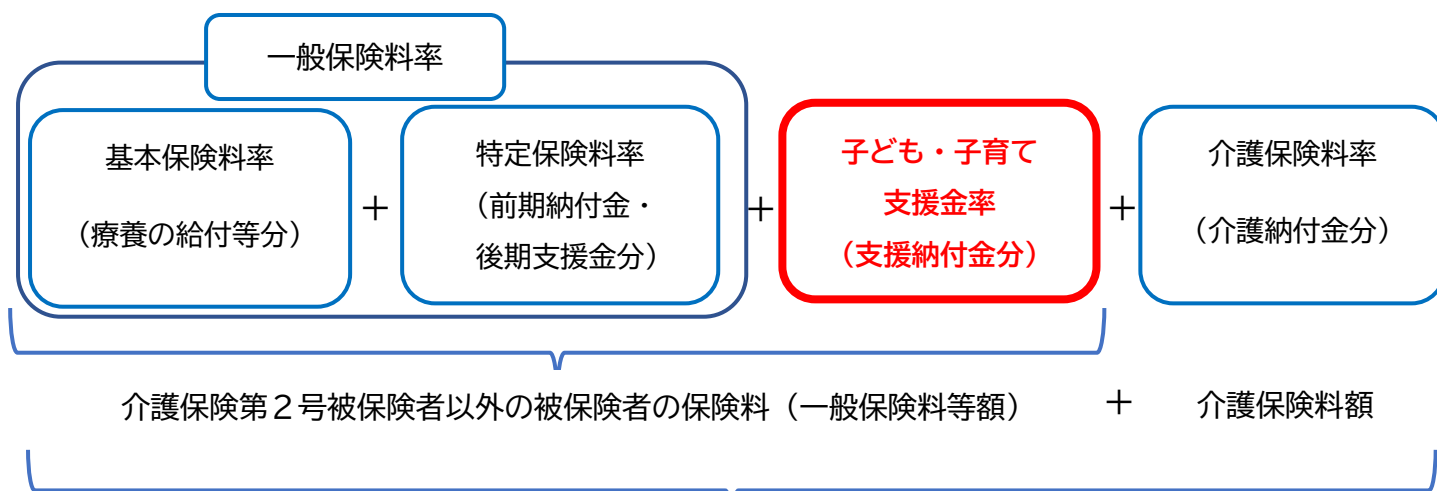 一般保険料率
基本保険料率
（療養の給付等分）
＋
特定保険料率
（前期納付金・
後期支援金分）
＋
子ども・子育て
支援金率
（支援納付金分）
＋
介護保険料率
（介護納付金分）
介護保険第２号被保険者以外の被保険者の保険料（一般保険料等額）
＋
介護保険料額